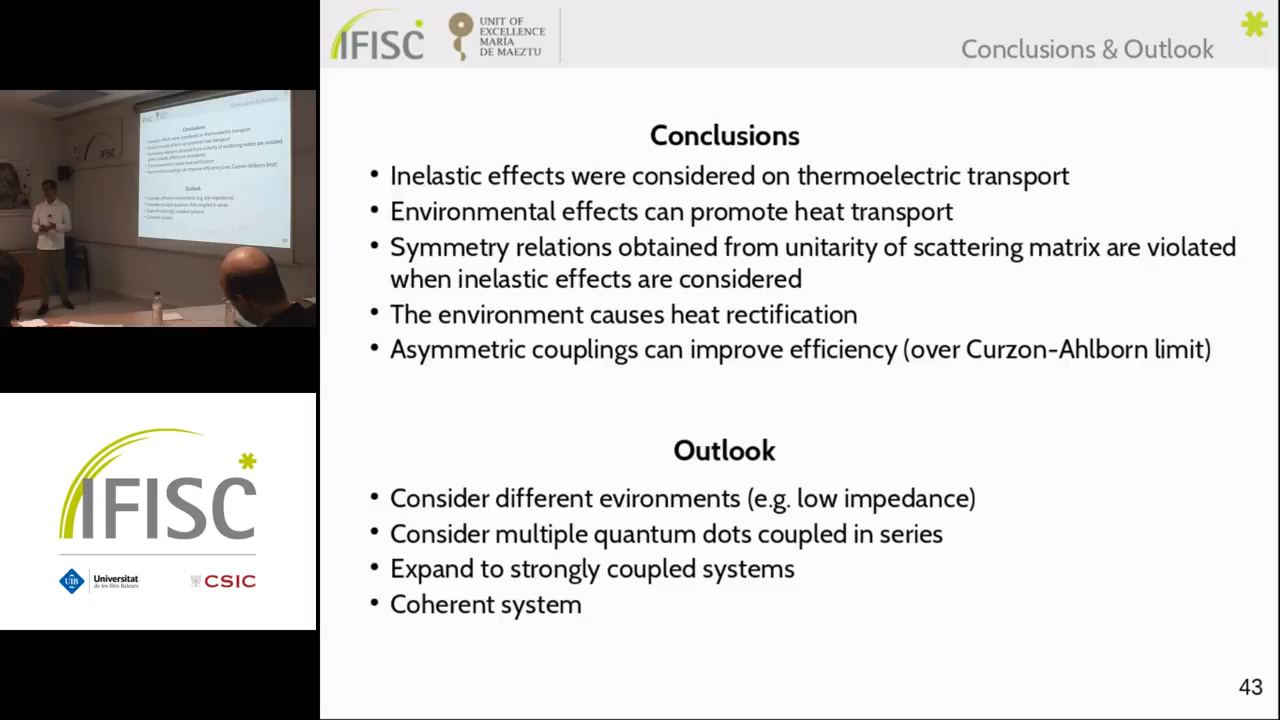 IFISC
UNIT OF
EXCELLENCE
MARÍA
DE MAEZTU
Conclusions & Outlook
Conclusions
• Inelastic effects were considered on thermoelectric transport
• Environmental effects can promote heat transport
• Symmetry relations obtained from unitarity of scattering matrix are violated
when inelastic effects are considered
• The environment causes heat rectification
• Asymmetric couplings can improve efficiency (over Curzon-Ahlborn limit)
Outlook
• Consider different evironments (e.g. low impedance)
• Consider multiple quantum dots coupled in series
• Expand to strongly coupled systems
• Coherent system
43
IFISC
UIB
Universitat
de les Illes Balears
CSIC